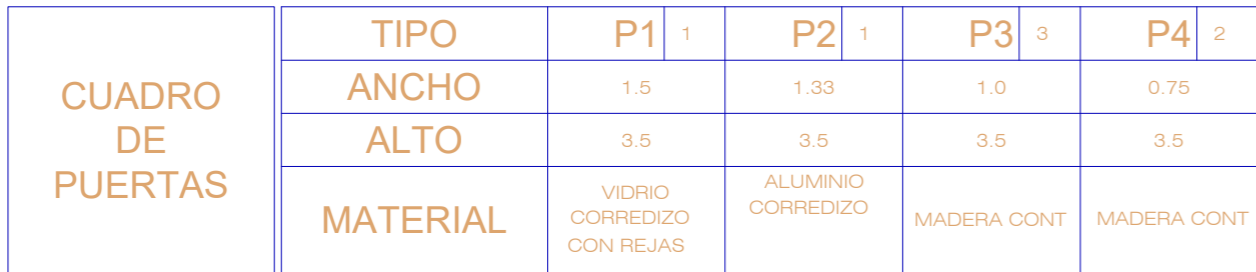 CUADRO
DE
PUERTAS
TIPO P1 1 P2 1 P3 3 P4 2
ANCHO 1.5 1.33 1.0 0.75
ALTO 3.5 3.5 3.5 3.5
MATERIAL
VIDRIO
CORREDIZO
CON REJAS
ALUMINIO
CORREDIZO
MADERA CONT
MADERA CONT